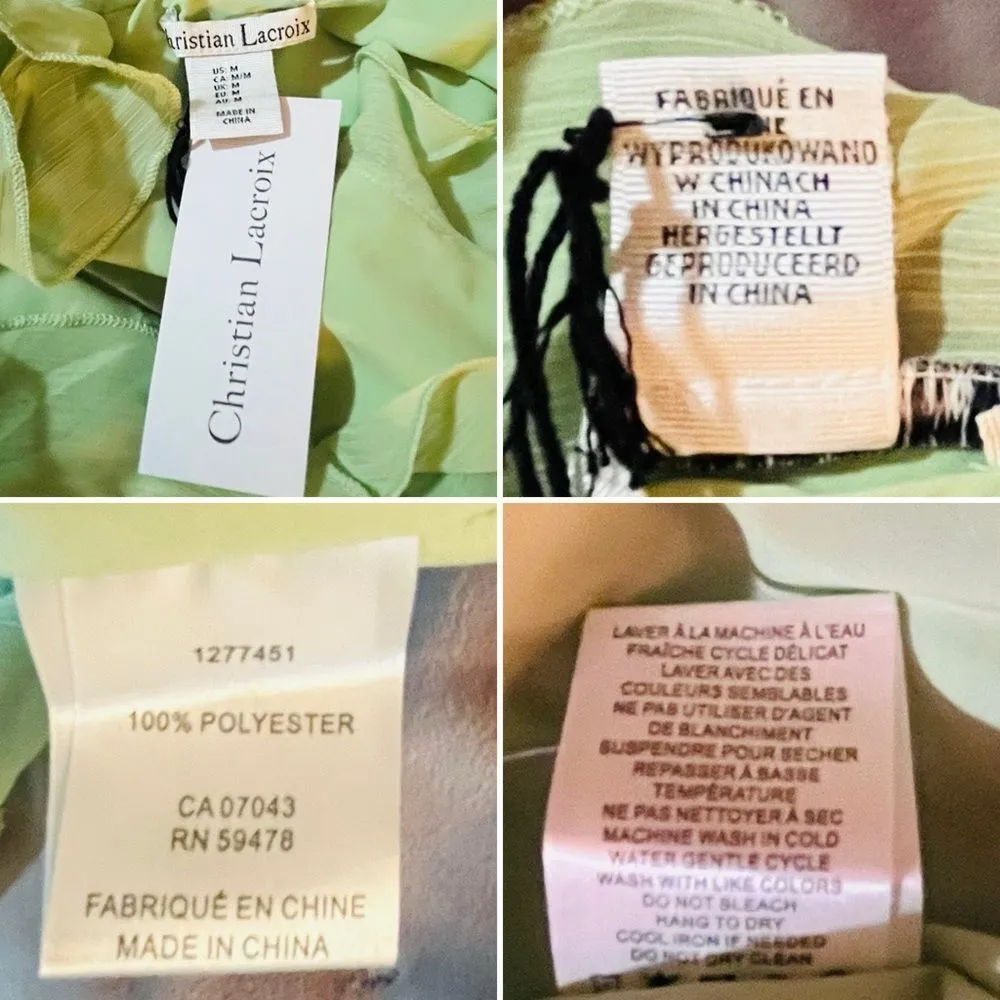 Christian Lacroix
US: M
CA: M/M
UK: M
EU: M
AU: M
MADE IN
CHINA
Christian Lacroix
FABRIQUÉ EN
NE
WYPRODUKOWANO
W CHINACH
IN CHINA
HERGESTELLT
GEPRODUCEERD
IN CHINA
1277451
100% POLYESTER
CA 07043
RN 59478
FABRIQUÉ EN CHINE
MADE IN CHINA
LAVER À LA MACHINE À L'EAU
FRAÎCHE CYCLE DÉLICAT
LAVER AVEC DES
COULEURS SEMBLABLES
NE PAS UTILISER D'AGENT
DE BLANCHIMENT
SUSPENDRE POUR SECHER
REPASSER À BASSE
TEMPÉRATURE
NE PAS NETTOYER À SEC
MACHINE WASH IN COLD
WATER GENTLE CYCLE
WASH WITH LIKE COLORS
DO NOT BLEACH
HANG TO DRY
COOL IRON IF NEEDED
DO NOT DRY CLEAN